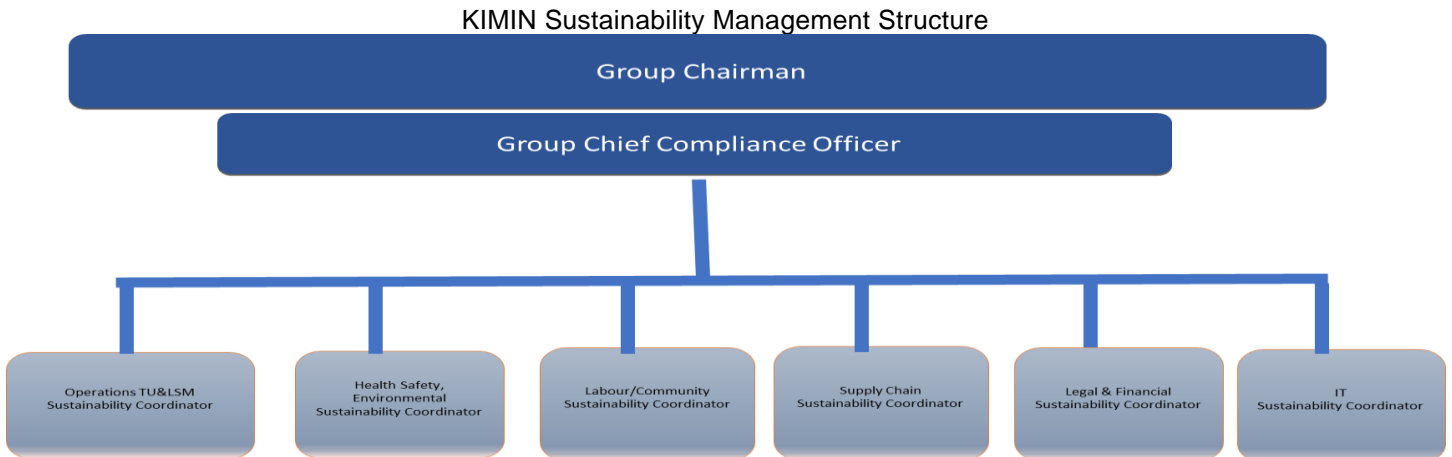 KIMIN Sustainability Management Structure
Group Chairman
Group Chief Compliance Officer
Operations TU&LSM
Sustainability Coordinator
Health Safety,
Environmental
Sustainability Coordinator
Labour/Community
Sustainability Coordinator
Supply Chain
Sustainability Coordinator
Legal & Financial
Sustainability Coordinator
IT
Sustainability Coordinator